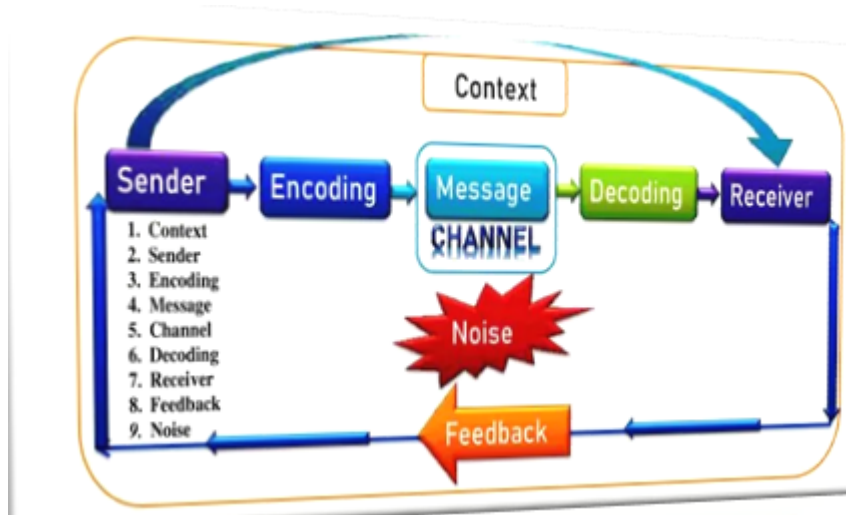 Context
Sender
Encoding
Message
Decoding
Receiver
CHANNEL
1. Context
2. Sender
3. Encoding
4. Message
5. Channel
6. Decoding
7. Receiver
8. Feedback
9. Noise
Noise
Feedback